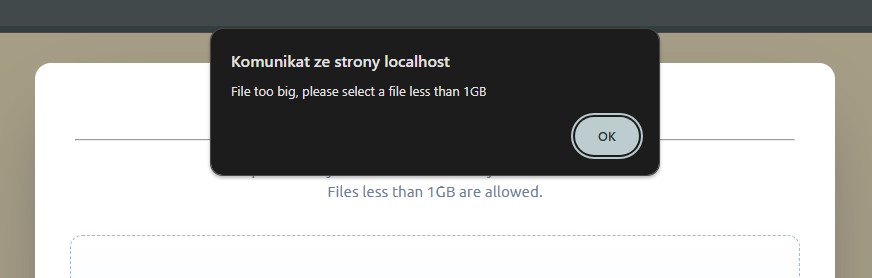 Komunikat ze strony localhost
File too big, please select a file less than 1GB
OK
Files less than 1GB are allowed.